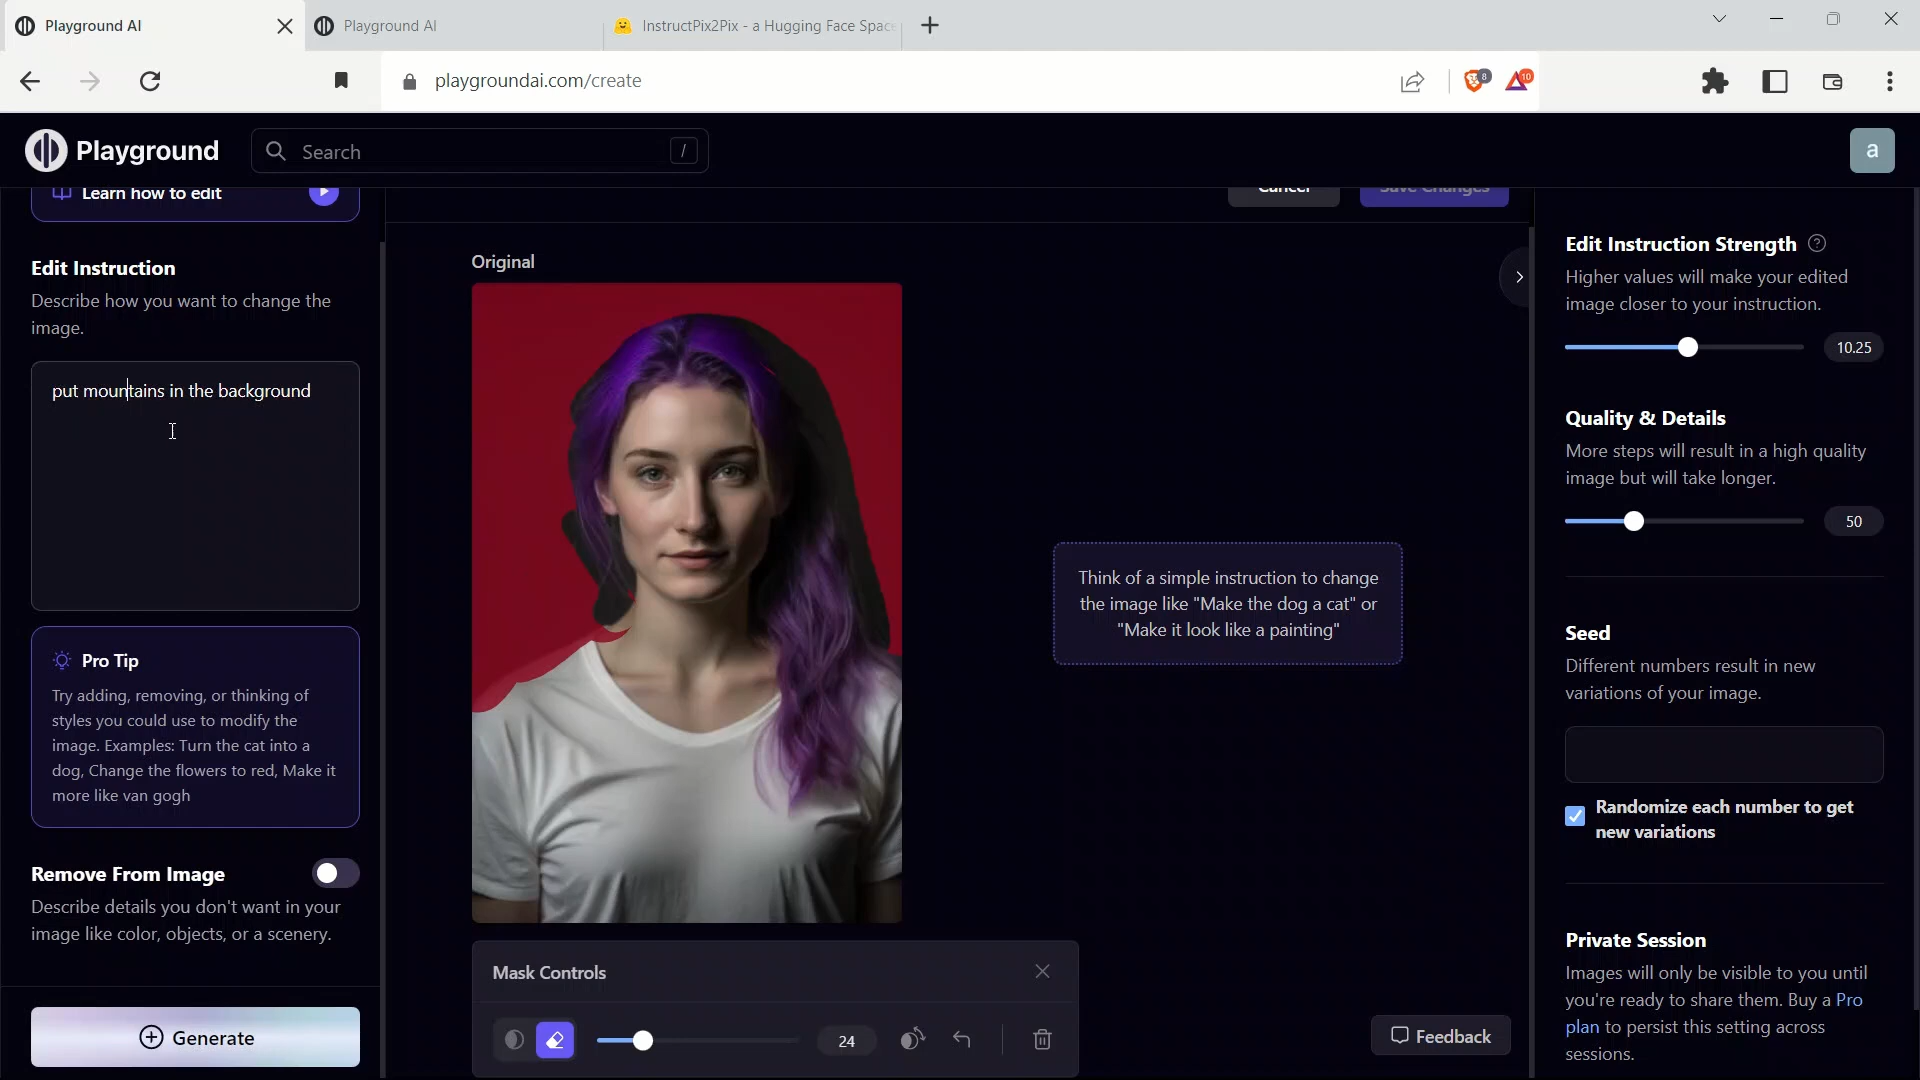 Playground AI
Playground AI
InstructPix2Pix - a Hugging Face Space
playgroundai.com/create
8
10
Playground
Search
/
a
Learn how to edit
Cancel
Save Changes
Edit Instruction
Describe how you want to change the
image.
put mountains in the background
Pro Tip
Try adding, removing, or thinking of
styles you could use to modify the
image. Examples: Turn the cat into a
dog, Change the flowers to red, Make it
more like van gogh
Remove From Image
Describe details you don't want in your
image like color, objects, or a scenery.
Generate
Original
Think of a simple instruction to change
the image like "Make the dog a cat" or
"Make it look like a painting"
Mask Controls
24
Feedback
Edit Instruction Strength ?
Higher values will make your edited
image closer to your instruction.
10.25
Quality & Details
More steps will result in a high quality
image but will take longer.
50
Seed
Different numbers result in new
variations of your image.
Randomize each number to get
new variations
Private Session
Images will only be visible to you until
you're ready to share them. Buy a Pro
plan to persist this setting across
sessions.